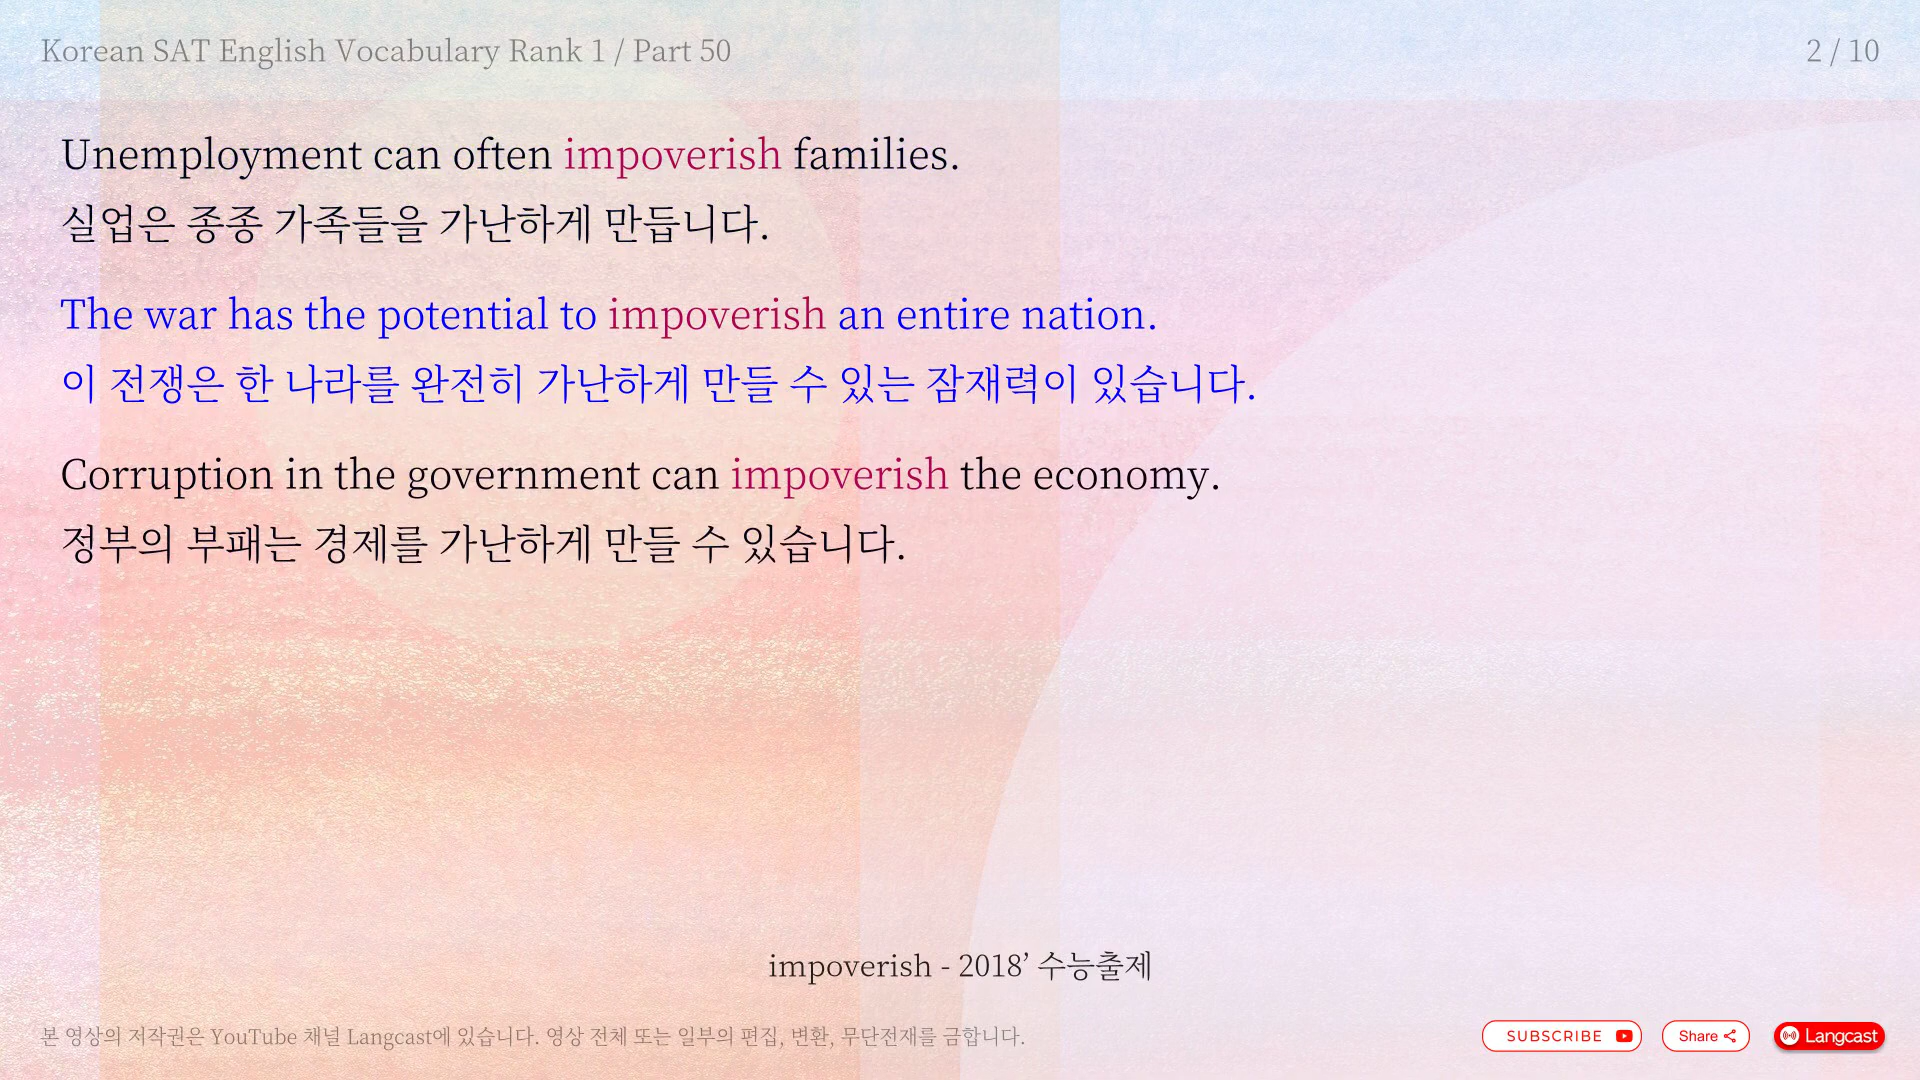 Korean SAT English Vocabulary Rank 1 / Part 50
2 / 10
Unemployment can often impoverish families.
실업은 종종 가족들을 가난하게 만듭니다.
The war has the potential to impoverish an entire nation.
이 전쟁은 한 나라를 완전히 가난하게 만들 수 있는 잠재력이 있습니다.
Corruption in the government can impoverish the economy.
정부의 부패는 경제를 가난하게 만들 수 있습니다.
impoverish - 2018’ 수능출제
본 영상의 저작권은 YouTube 채널 Langcast에 있습니다. 영상 전체 또는 일부의 편집, 변환, 무단전재를 금합니다.
SUBSCRIBE
Share
Langcast